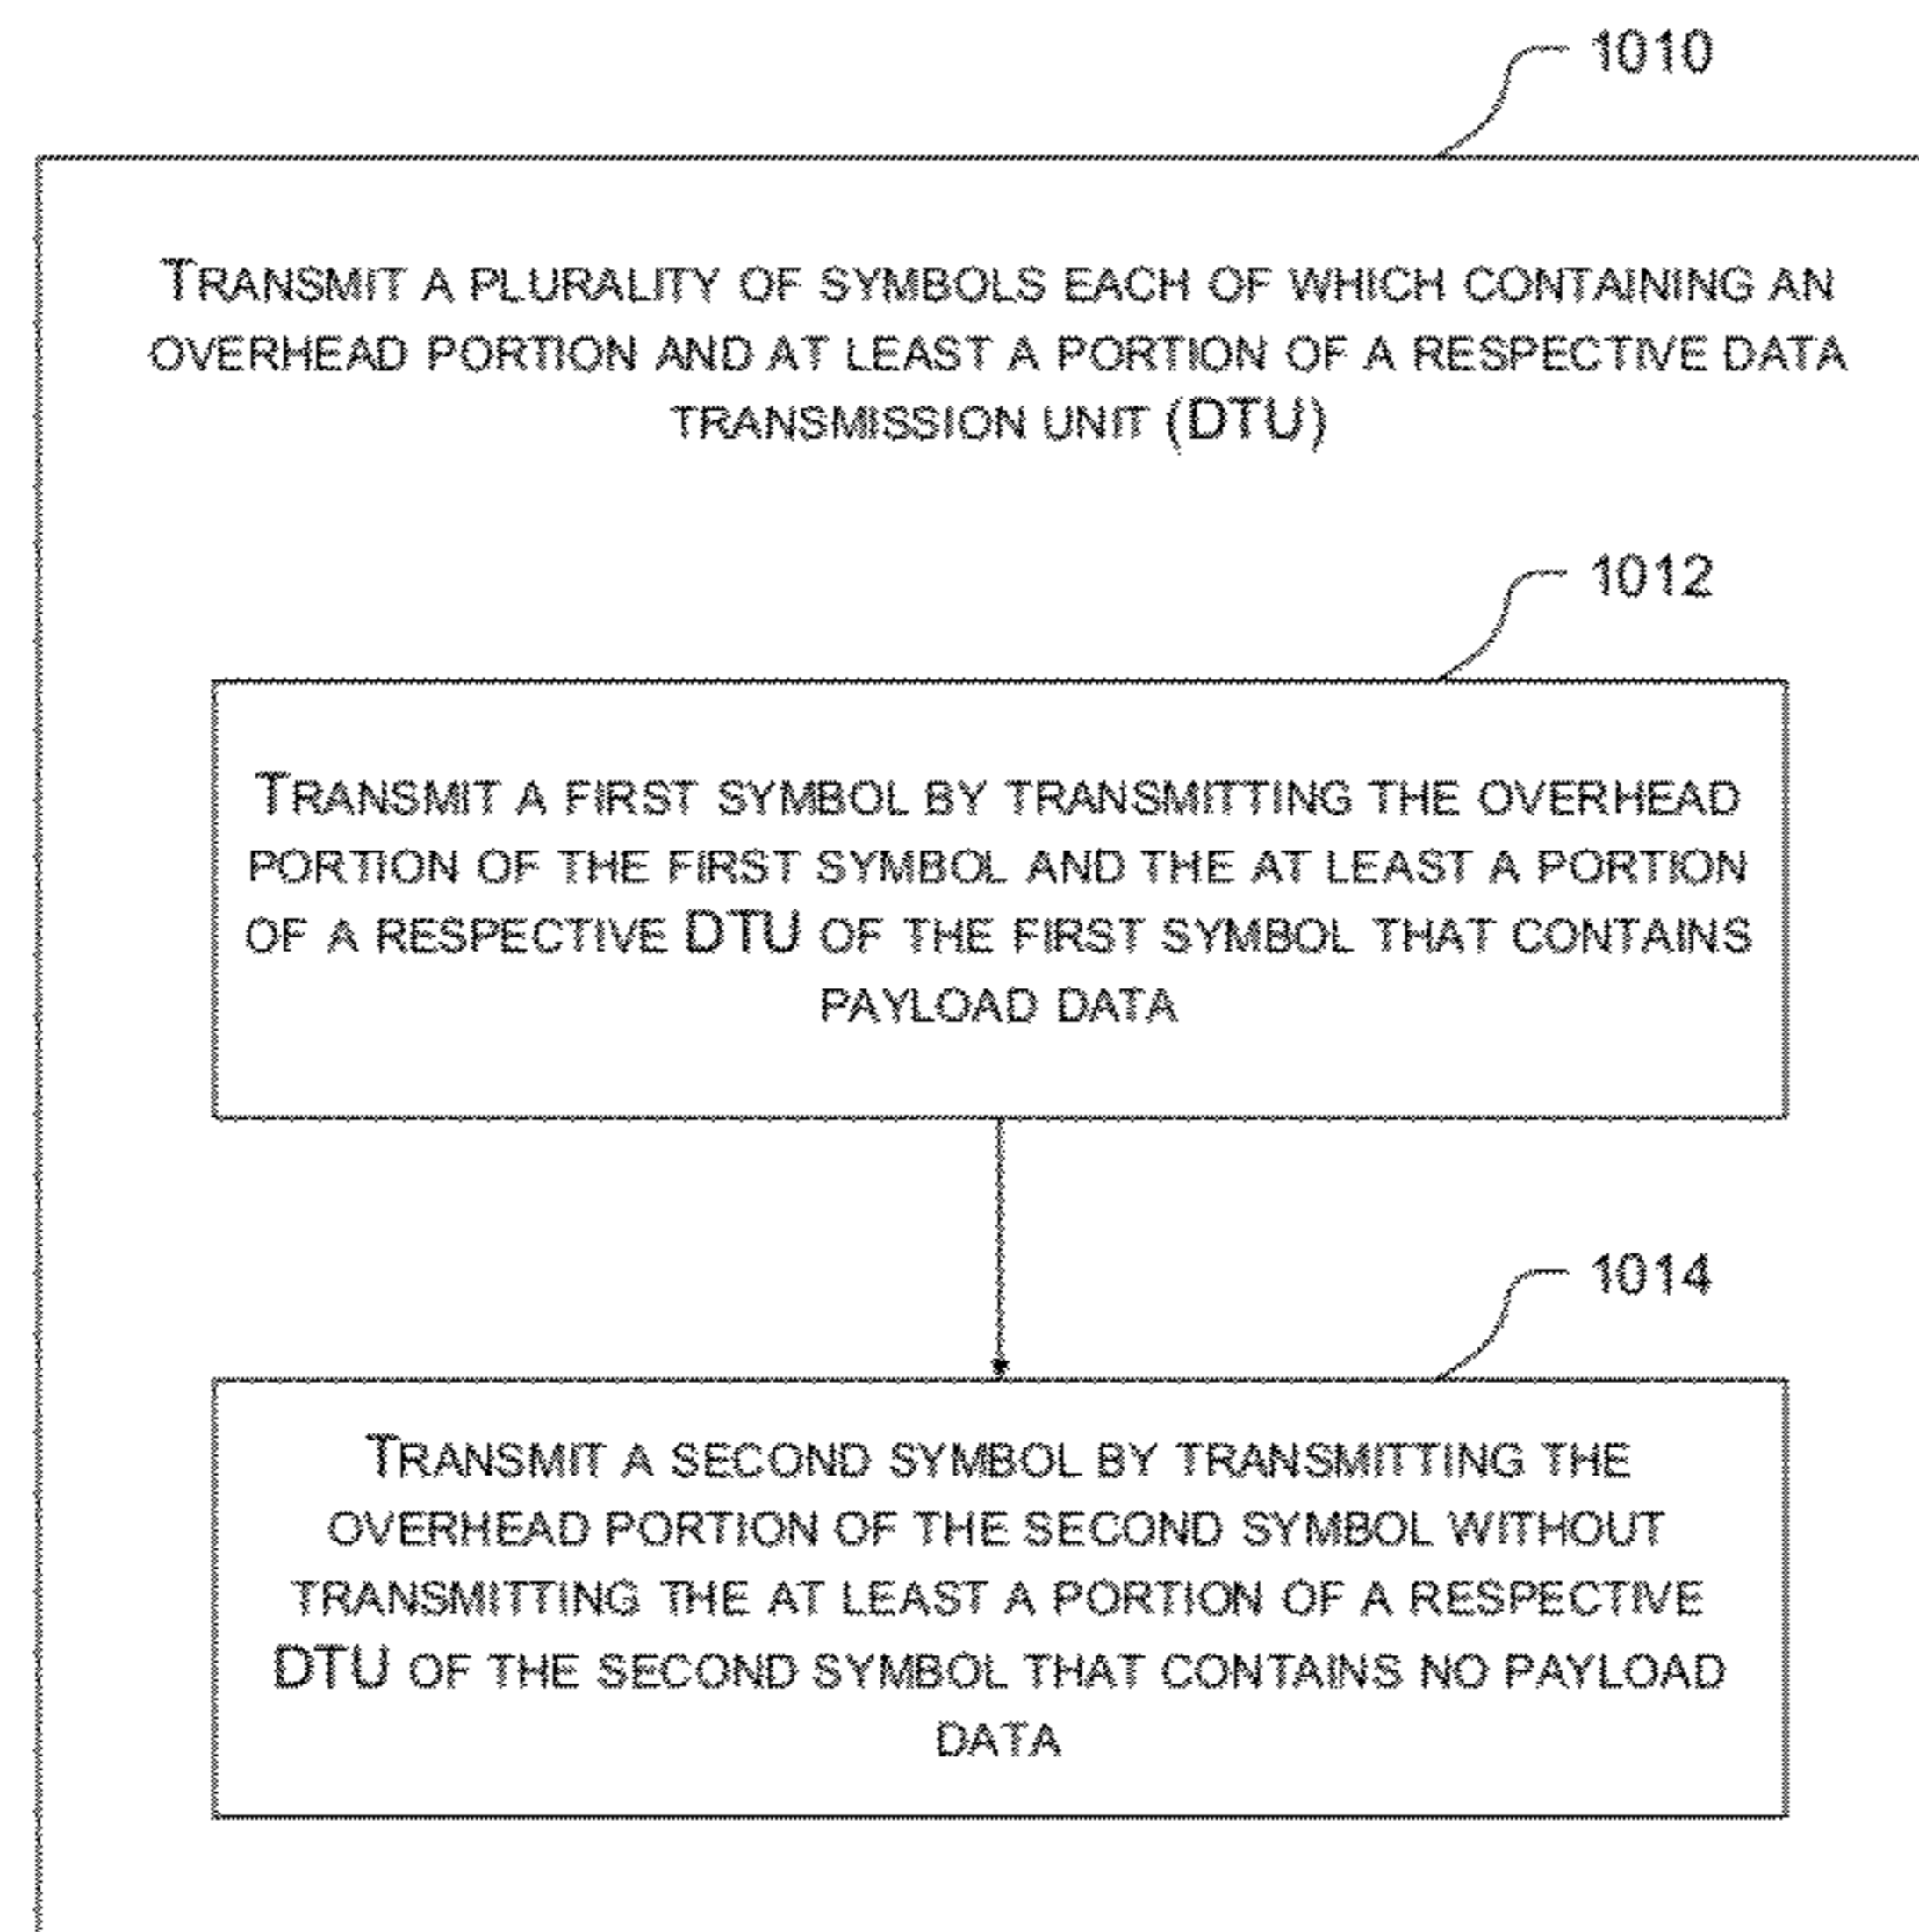 1010
TRANSMIT A PLURALITY OF SYMBOLS EACH OF WHICH CONTAINING AN
OVERHEAD PORTION AND AT LEAST A PORTION OF A RESPECTIVE DATA
TRANSMISSION UNIT (DTU)
1012
TRANSMIT A FIRST SYMBOL BY TRANSMITTING THE OVERHEAD
PORTION OF THE FIRST SYMBOL AND THE AT LEAST A PORTION
OF A RESPECTIVE DTU OF THE FIRST SYMBOL THAT CONTAINS
PAYLOAD DATA
1014
TRANSMIT A SECOND SYMBOL BY TRANSMITTING THE
OVERHEAD PORTION OF THE SECOND SYMBOL WITHOUT
TRANSMITTING THE AT LEAST A PORTION OF A RESPECTIVE
DTU OF THE SECOND SYMBOL THAT CONTAINS NO PAYLOAD
DATA